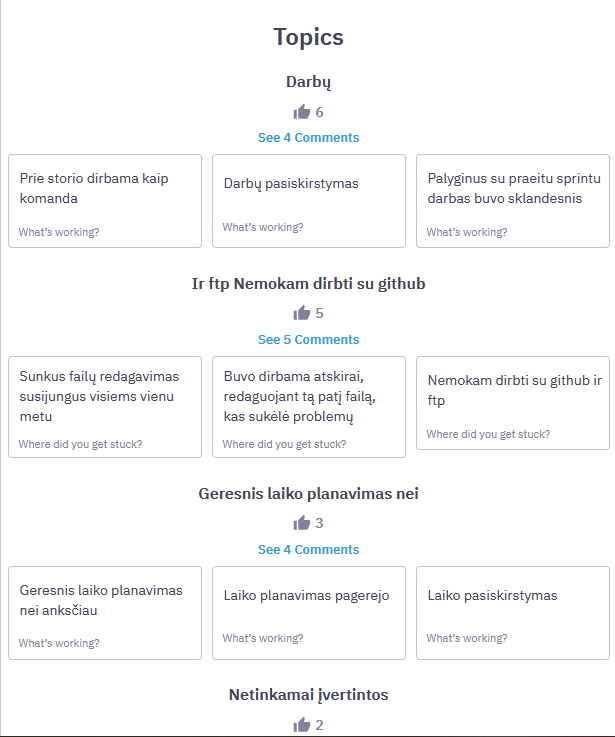 Topics
Darbų
6
See 4 Comments
Prie storio dirbama kaip
komanda
What's working?
Darbų pasiskirstymas
What's working?
Palyginus su praeitu sprintu
darbas buvo sklandesnis
What's working?
Ir ftp Nemokam dirbti su github
5
See 5 Comments
Sunkus failų redagavimas
susijungus visiems vienu
metu
Where did you get stuck?
Buvo dirbama atskirai,
redaguojant tą patį failą,
kas sukėlė problemų
Where did you get stuck?
Nemokam dirbti su github ir
ftp
Where did you get stuck?
Geresnis laiko planavimas nei
3
See 4 Comments
Geresnis laiko planavimas
nei anksčiau
What's working?
Laiko planavimas pagerejo
What's working?
Laiko pasiskirstymas
What's working?
Netinkamai įvertintos
2